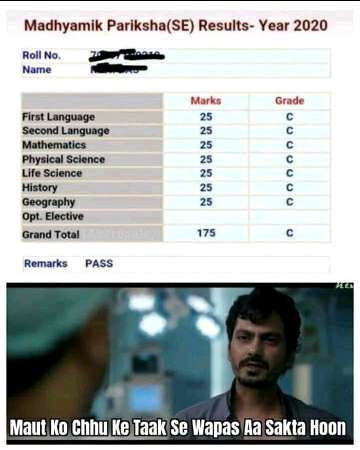 Madhyamik Pariksha(SE) Results- Year 2020
Roll No.
Name
Marks Grade
First Language 25 C
Second Language 25 C
Mathematics 25 C
Physical Science 25 C
Life Science 25 C
History 25 C
Geography 25 C
Opt. Elective
Grand Total 175 C
Remarks PASS
Maut Ko Chhu Ke Taak Se Wapas Aa Sakta Hoon